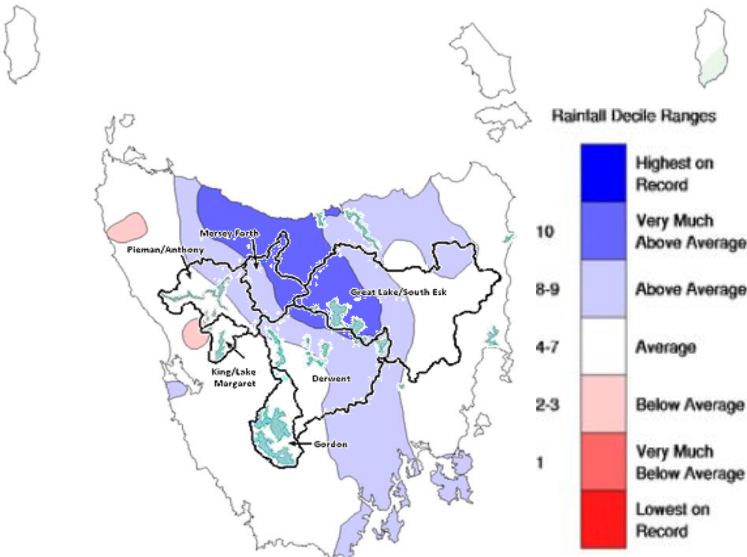 Rainfall Decile Ranges
Highest on
Record
10
Very Much
Above Average
8-9
Above Average
4-7
Average
2-3
Below Average
1
Very Much
Below Average
Lowest on
Record
Mersey Forth
Pieman/Anthony
Great Lake/South Esk
King/Lake
Margaret
Derwent
Gordon